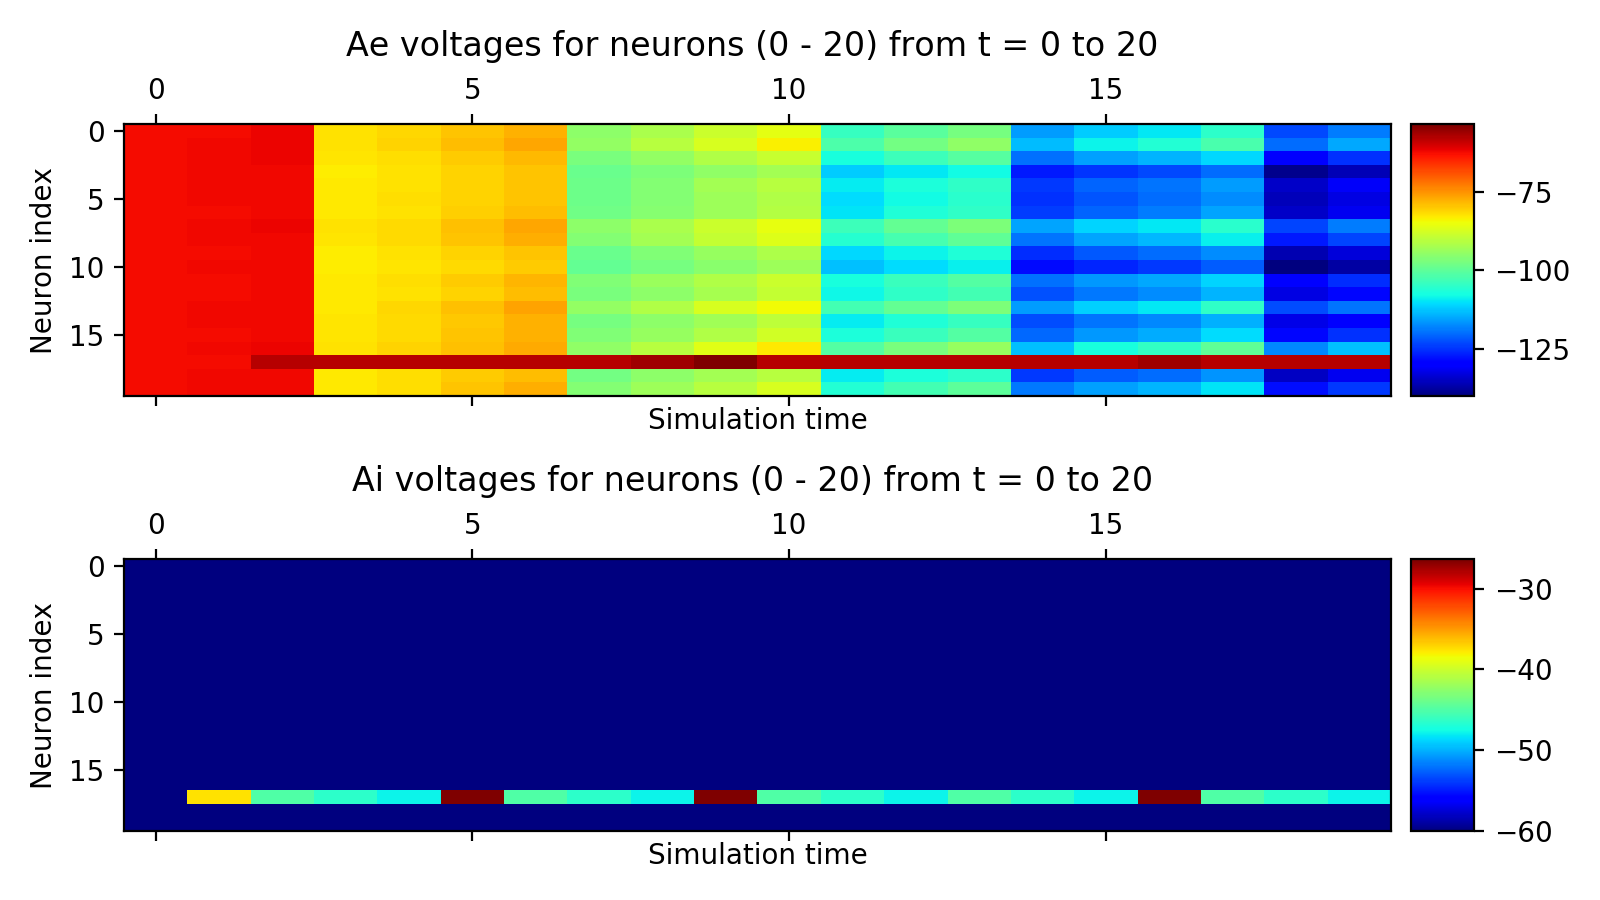 Ae voltages for neurons (0 - 20) from t = 0 to 20
0 5 10 15
Neuron index
0
5
10
15
−75
−100
−125
Simulation time
Ai voltages for neurons (0 - 20) from t = 0 to 20
0 5 10 15
Neuron index
0
5
10
15
−30
−40
−50
−60
Simulation time